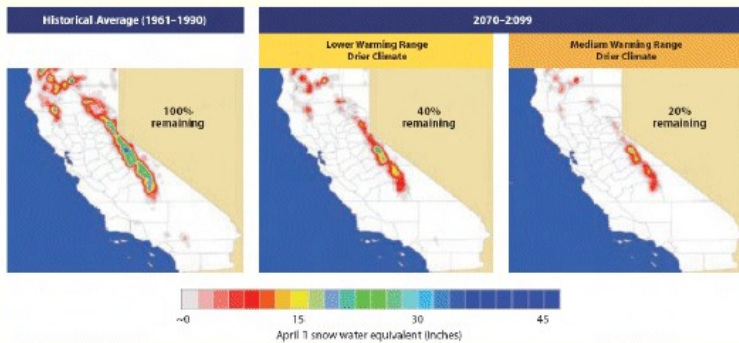 Historical Average (1961–1990)
2070–2099
Lower Warming Range
Drier Climate
Medium Warming Range
Drier Climate
100%
remaining
40%
remaining
20%
remaining
~0
15
30
45
April 1 snow water equivalent (inches)